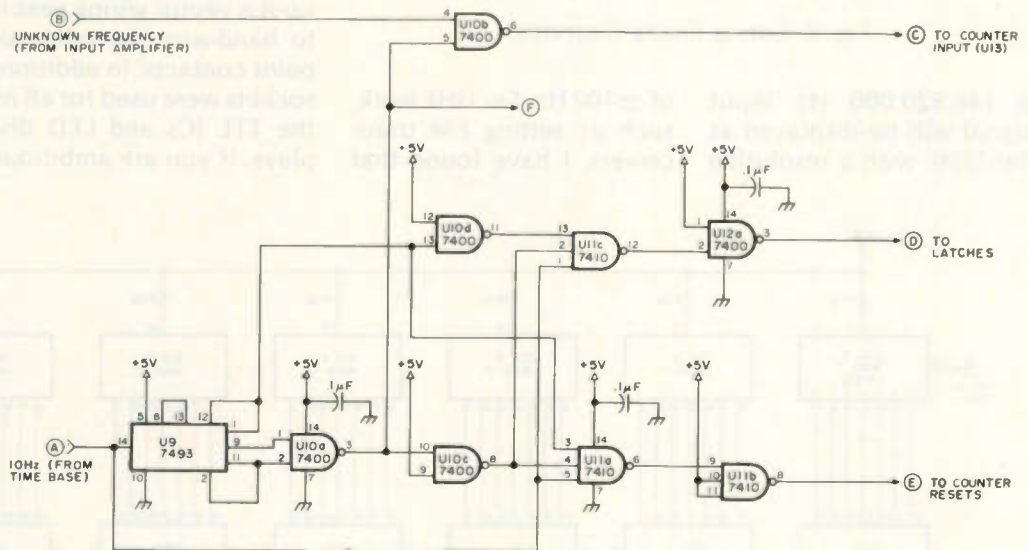 B
UNKNOWN FREQUENCY
(FROM INPUT AMPLIFIER)
4
5
U10b
7400
6
C TO COUNTER
INPUT (U13)
F
+5V
12
13
U10d
7400
11
13
2
1
U11c
7410
12
+5V
+5V
.1µF
1
2
14
U12a
7400
3
7
D TO
LATCHES
+5V
5 8 13 12
14
U9
7493
1
9
11
10
2
A
10Hz (FROM
TIME BASE)
+5V
.1µF
1
2
14
U10a
7400
3
7
+5V
10
9
U10c
7400
8
+5V
.1µF
3
4
5
14
U11a
7410
6
7
+5V
9
10
11
U11b
7410
8
E TO COUNTER
RESETS